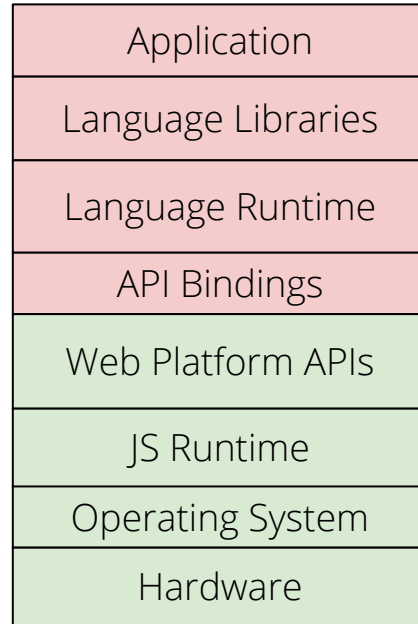 Application
Language Libraries
Language Runtime
API Bindings
Web Platform APIs
JS Runtime
Operating System
Hardware